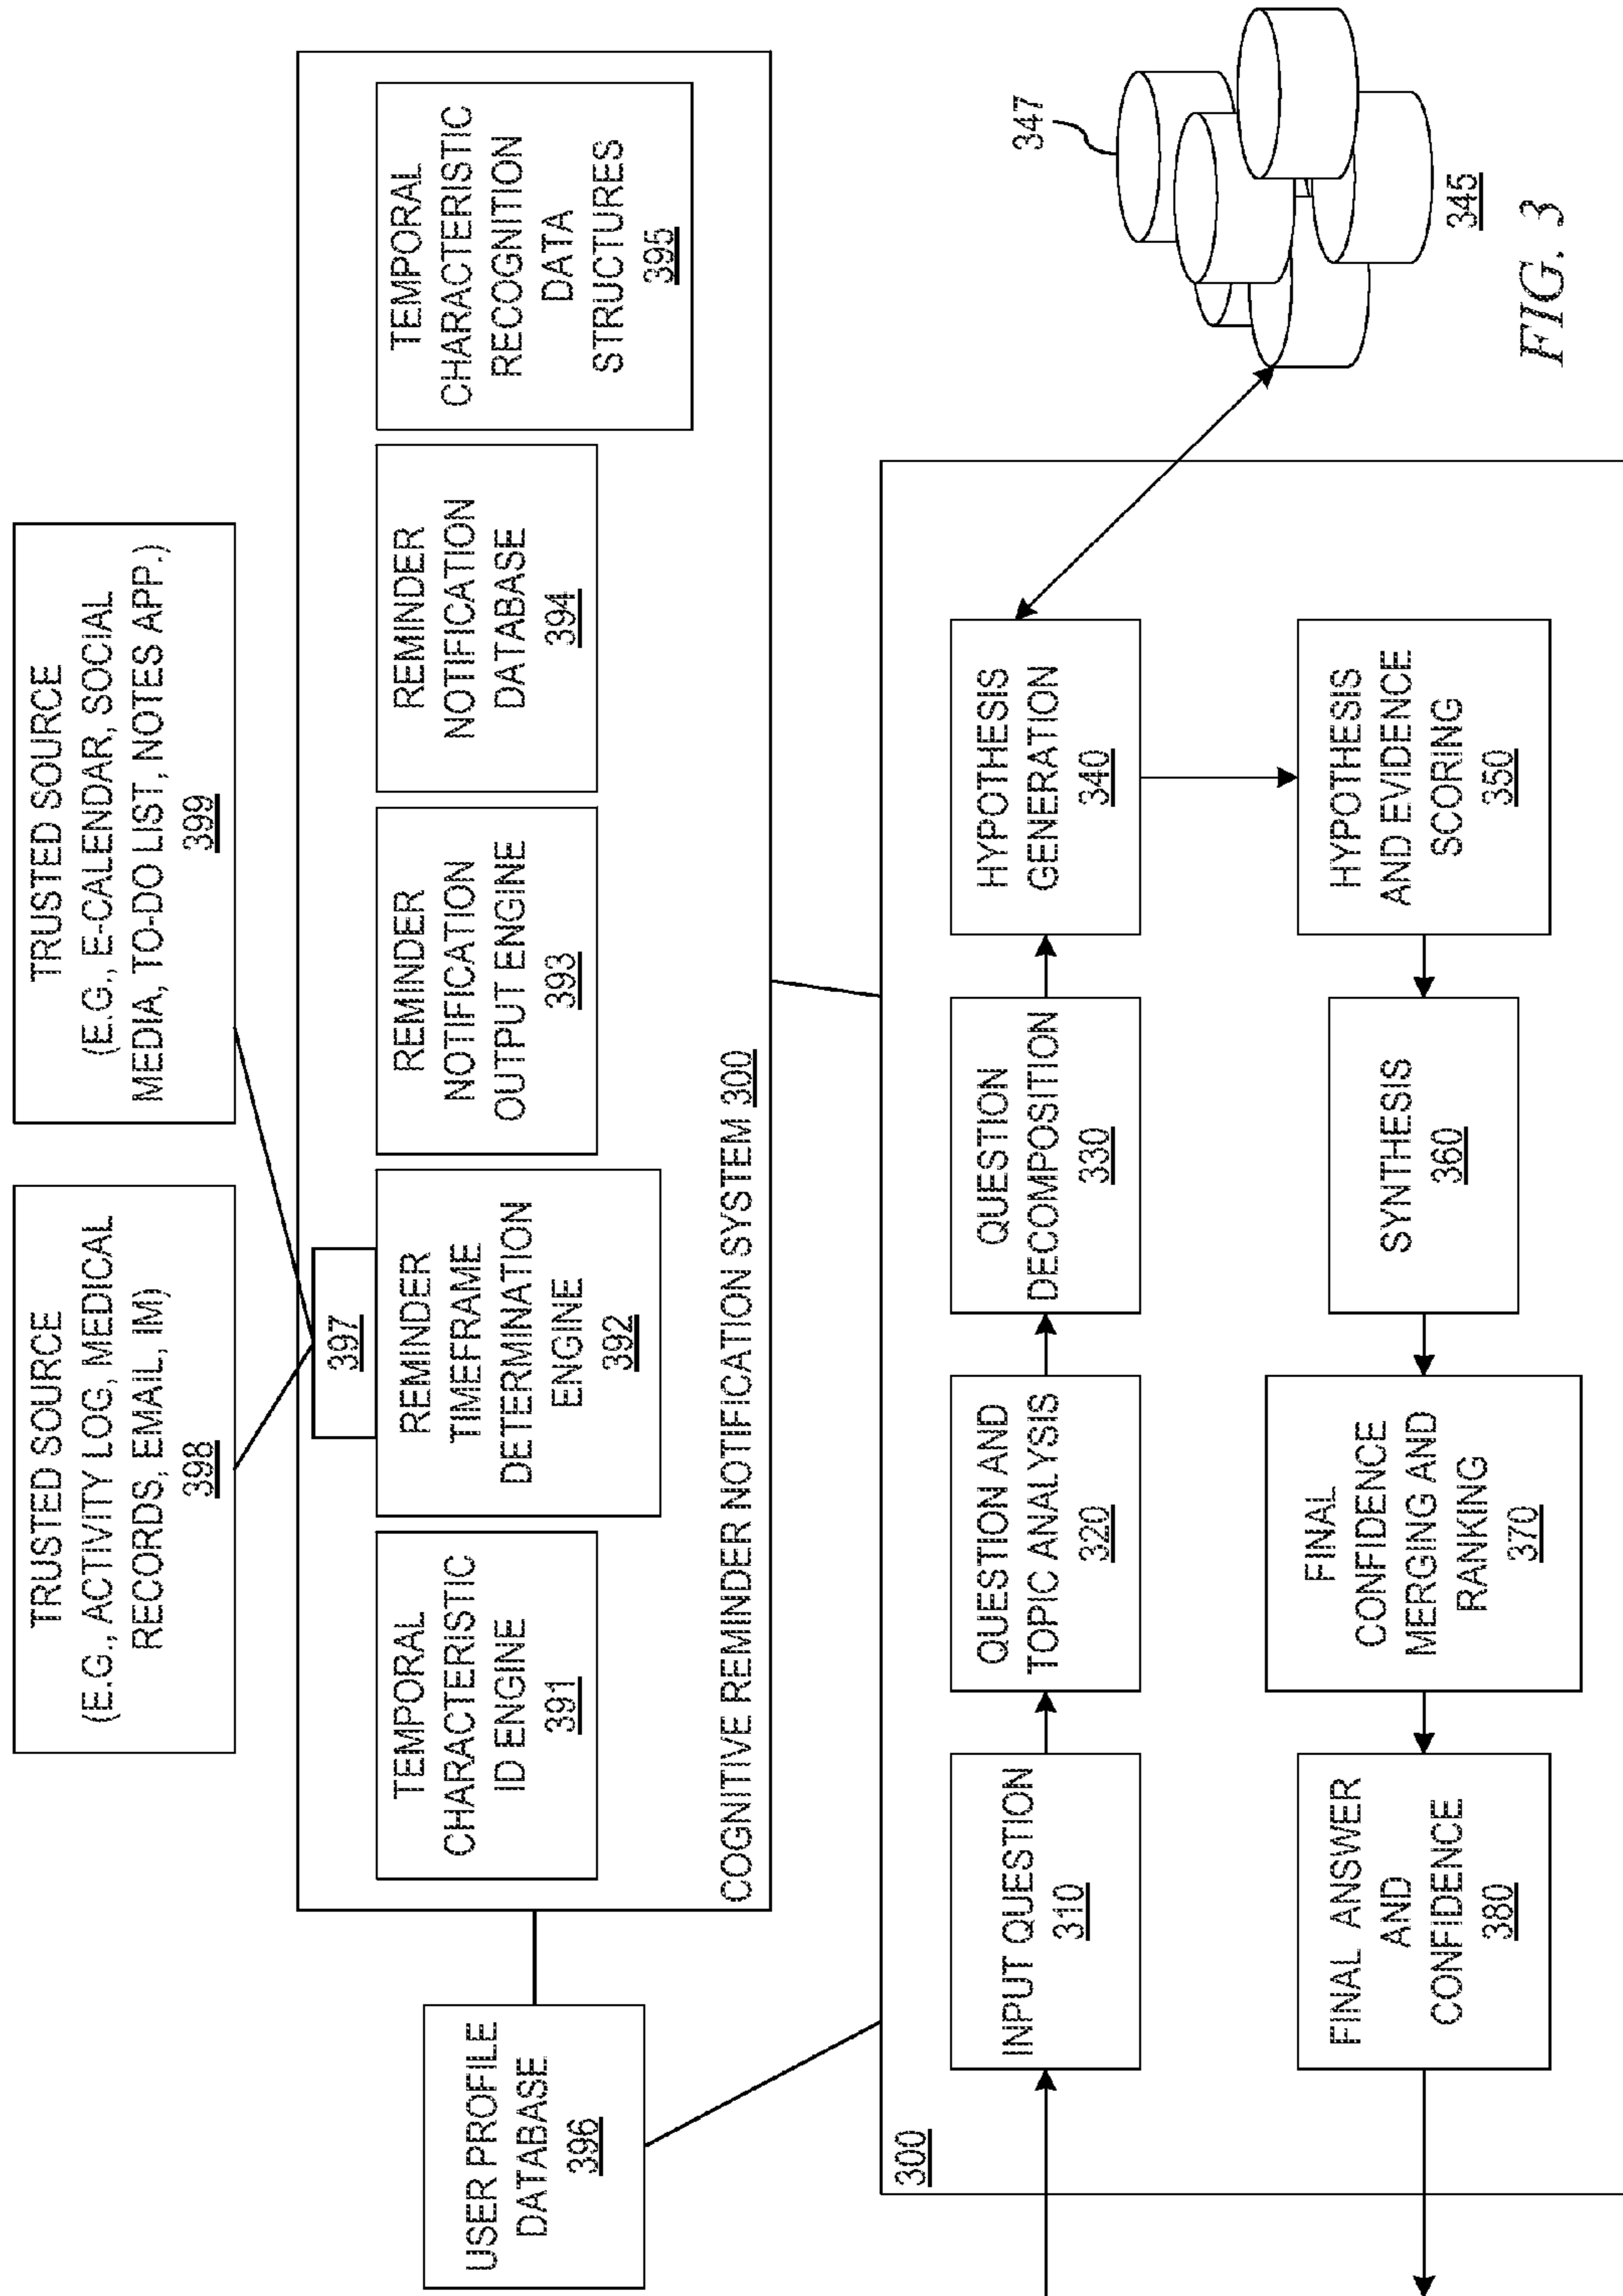 TRUSTED SOURCE
(E.G., ACTIVITY LOG, MEDICAL
RECORDS, EMAIL, IM)
398
TRUSTED SOURCE
(E.G., E-CALENDAR, SOCIAL
MEDIA, TO-DO LIST, NOTES APP.)
399
USER PROFILE
DATABASE
396
397
TEMPORAL
CHARACTERISTIC
ID ENGINE
391
REMINDER
TIMEFRAME
DETERMINATION
ENGINE
392
REMINDER
NOTIFICATION
OUTPUT ENGINE
393
REMINDER
NOTIFICATION
DATABASE
394
TEMPORAL
CHARACTERISTIC
RECOGNITION
DATA
STRUCTURES
395
COGNITIVE REMINDER NOTIFICATION SYSTEM 300
300
INPUT QUESTION
310
QUESTION AND
TOPIC ANALYSIS
320
QUESTION
DECOMPOSITION
330
HYPOTHESIS
GENERATION
340
347
345
FINAL ANSWER
AND
CONFIDENCE
380
FINAL
CONFIDENCE
MERGING AND
RANKING
370
SYNTHESIS
360
HYPOTHESIS
AND EVIDENCE
SCORING
350
FIG. 3